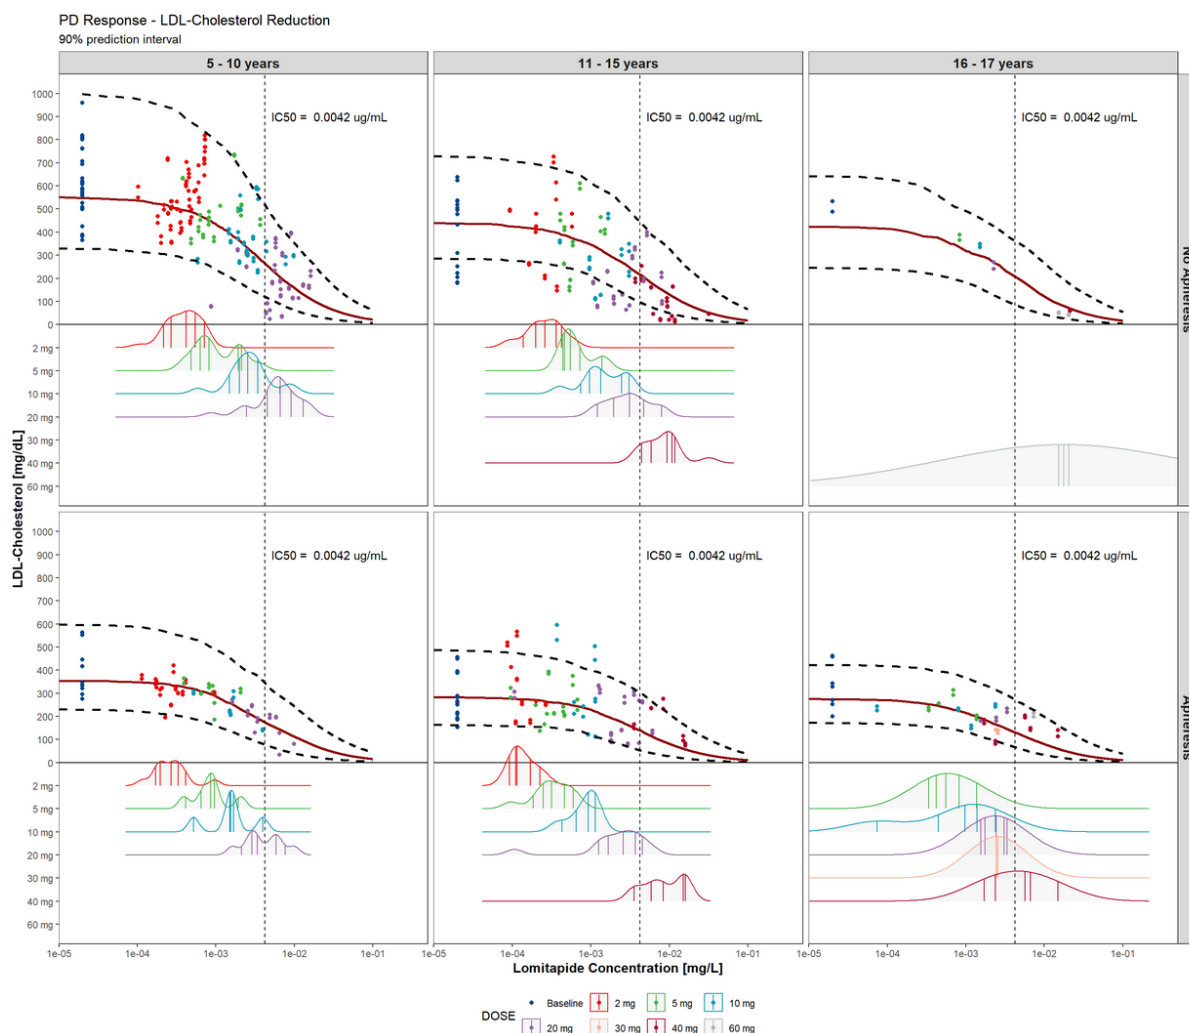 PD Response - LDL-Cholesterol Reduction
90% prediction interval
5 - 10 years
11 - 15 years
16 - 17 years
IC50 = 0.0042 ug/mL
IC50 = 0.0042 ug/mL
IC50 = 0.0042 ug/mL
No Apheresis
1000
900
800
700
600
500
400
300
200
100
0
2 mg
5 mg
10 mg
20 mg
30 mg
40 mg
60 mg
LDL-Cholesterol [mg/dL]
IC50 = 0.0042 ug/mL
IC50 = 0.0042 ug/mL
IC50 = 0.0042 ug/mL
Apheresis
1000
900
800
700
600
500
400
300
200
100
0
2 mg
5 mg
10 mg
20 mg
30 mg
40 mg
60 mg
1e-05 1e-04 1e-03 1e-02 1e-01 1e-05 1e-04 1e-03 1e-02 1e-01 1e-05 1e-04 1e-03 1e-02 1e-01
Lomitapide Concentration [mg/L]
DOSE
Baseline 2 mg 5 mg 10 mg
20 mg 30 mg 40 mg 60 mg